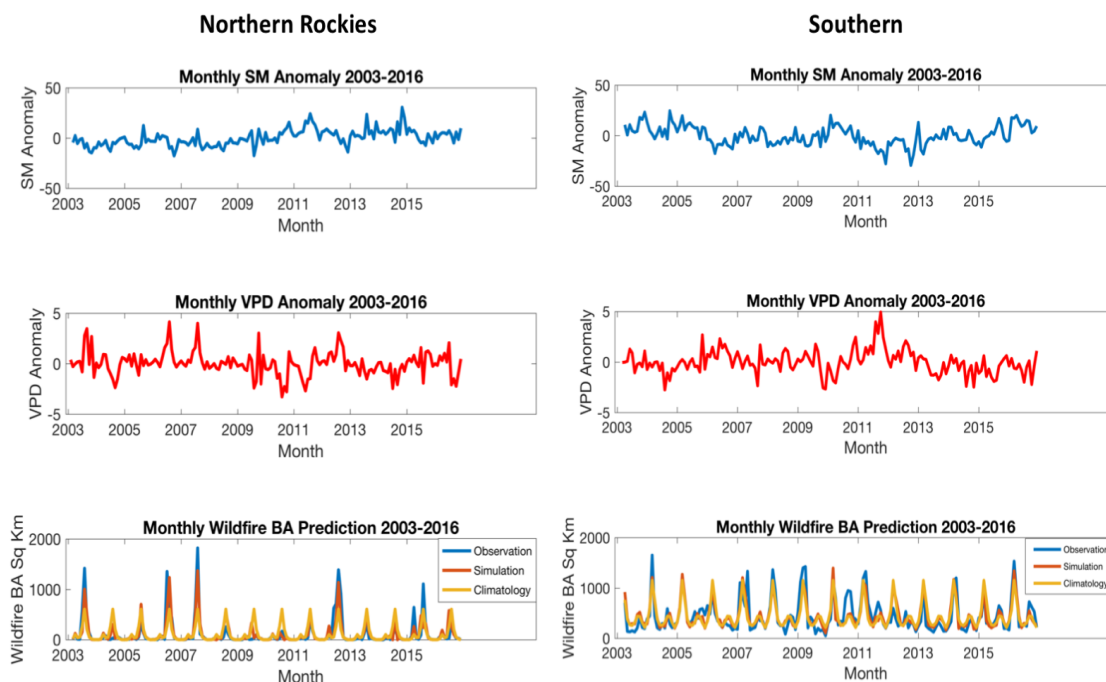 Northern Rockies
Monthly SM Anomaly 2003-2016
SM Anomaly
50
0
-50
2003 2005 2007 2009 2011 2013 2015
Month
Monthly VPD Anomaly 2003-2016
VPD Anomaly
5
0
-5
2003 2005 2007 2009 2011 2013 2015
Month
Monthly Wildfire BA Prediction 2003-2016
Wildfire BA Sq Km
2000
1000
0
Observation
Simulation
Climatology
2003 2005 2007 2009 2011 2013 2015
Month
Southern
Monthly SM Anomaly 2003-2016
SM Anomaly
50
0
-50
2003 2005 2007 2009 2011 2013 2015
Month
Monthly VPD Anomaly 2003-2016
VPD Anomaly
5
0
-5
2003 2005 2007 2009 2011 2013 2015
Month
Monthly Wildfire BA Prediction 2003-2016
Wildfire BA Sq Km
2000
1000
0
Observation
Simulation
Climatology
2003 2005 2007 2009 2011 2013 2015
Month